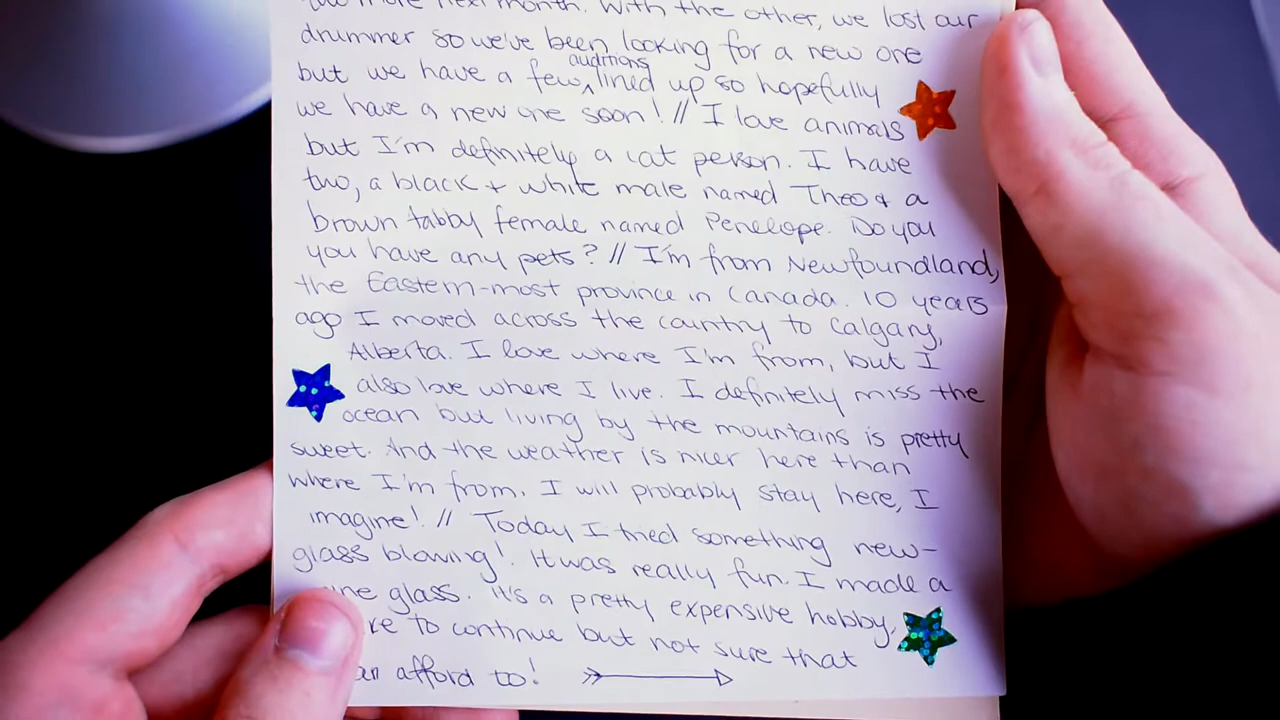 more next month. With the other, we lost our
drummer so we've been looking for a new one
auditions
but we have a few ^ lined up so hopefully
we have a new one soon! // I love animals
but I'm definitely a cat person. I have
two, a black + white male named Theo & a
brown tabby female named Penelope. Do you
you have any pets? // I'm from Newfoundland,
the Eastern-most province in Canada. 10 years
ago I moved across the country to Calgary,
Alberta. I love where I'm from, but I
also love where I live. I definitely miss the
ocean but living by the mountains is pretty
sweet. And the weather is nicer here than
where I'm from. I will probably stay here, I
imagine! // Today I tried something new-
glass blowing! It was really fun. I made a
glass. It's a pretty expensive hobby,
to continue but not sure that
afford to!